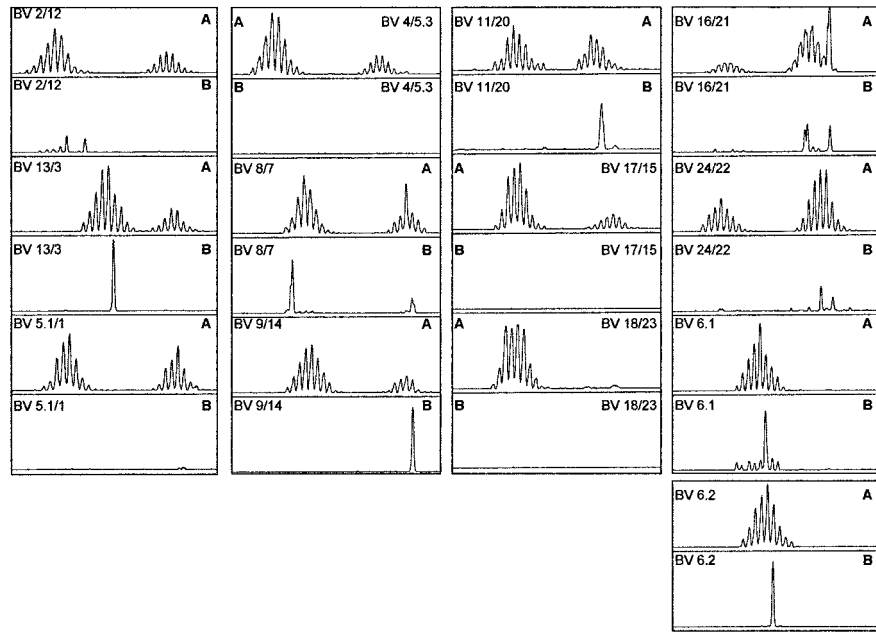 BV 2/12 A
BV 2/12 B
BV 13/3 A
BV 13/3 B
BV 5.1/1 A
BV 5.1/1 B
A BV 4/5.3
B BV 4/5.3
BV 8/7 A
BV 8/7 B
BV 9/14 A
BV 9/14 B
BV 11/20 A
BV 11/20 B
A BV 17/15
B BV 17/15
A BV 18/23
B BV 18/23
BV 16/21 A
BV 16/21 B
BV 24/22 A
BV 24/22 B
BV 6.1 A
BV 6.1 B
BV 6.2 A
BV 6.2 B